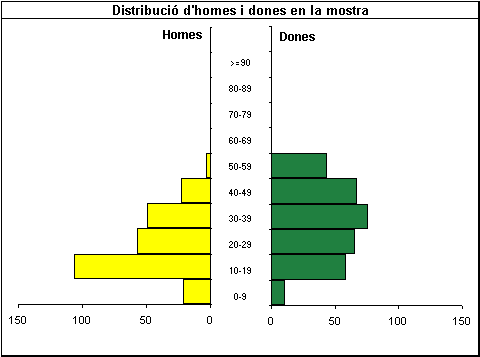 Distribució d'homes i dones en la mostra
Homes
Dones
>=90
80-89
70-79
60-69
50-59
40-49
30-39
20-29
10-19
0-9
150 100 50 0 0 50 100 150